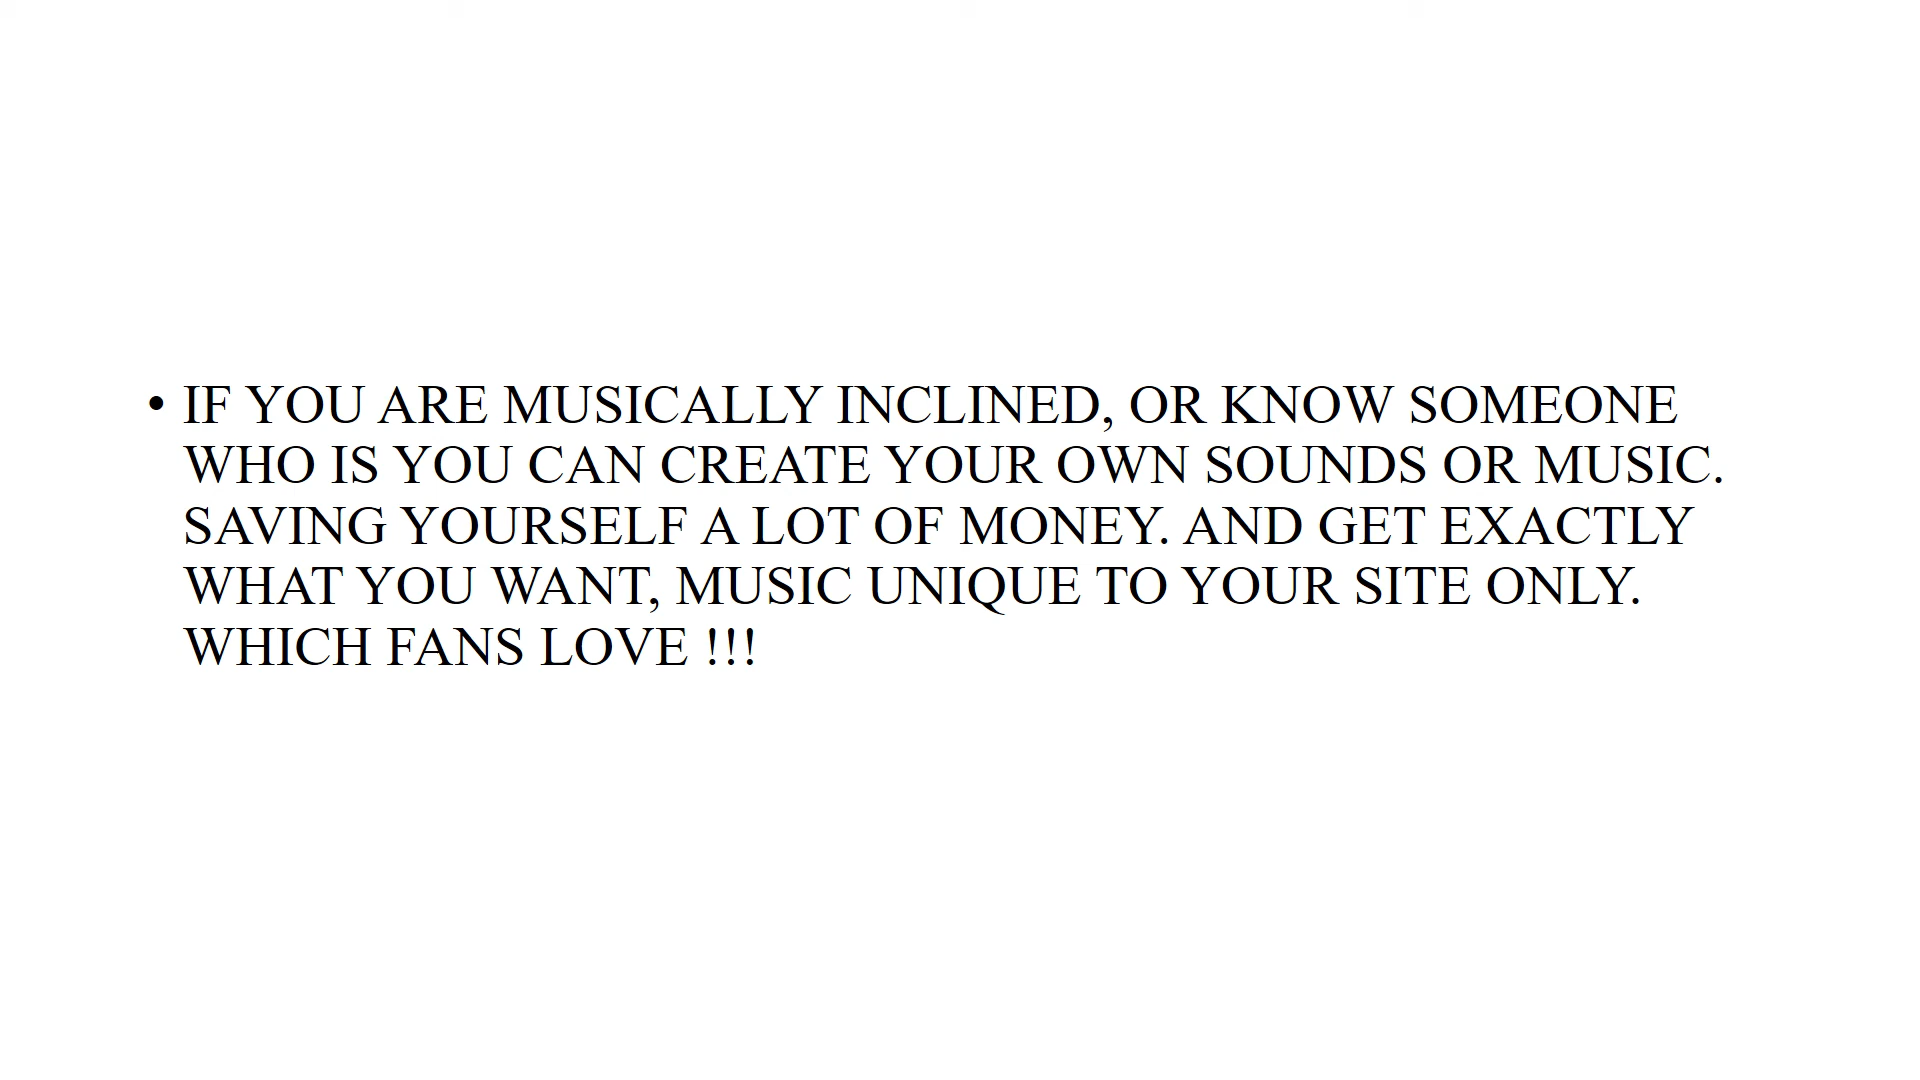 • IF YOU ARE MUSICALLY INCLINED, OR KNOW SOMEONE
WHO IS YOU CAN CREATE YOUR OWN SOUNDS OR MUSIC.
SAVING YOURSELF A LOT OF MONEY. AND GET EXACTLY
WHAT YOU WANT, MUSIC UNIQUE TO YOUR SITE ONLY.
WHICH FANS LOVE !!!